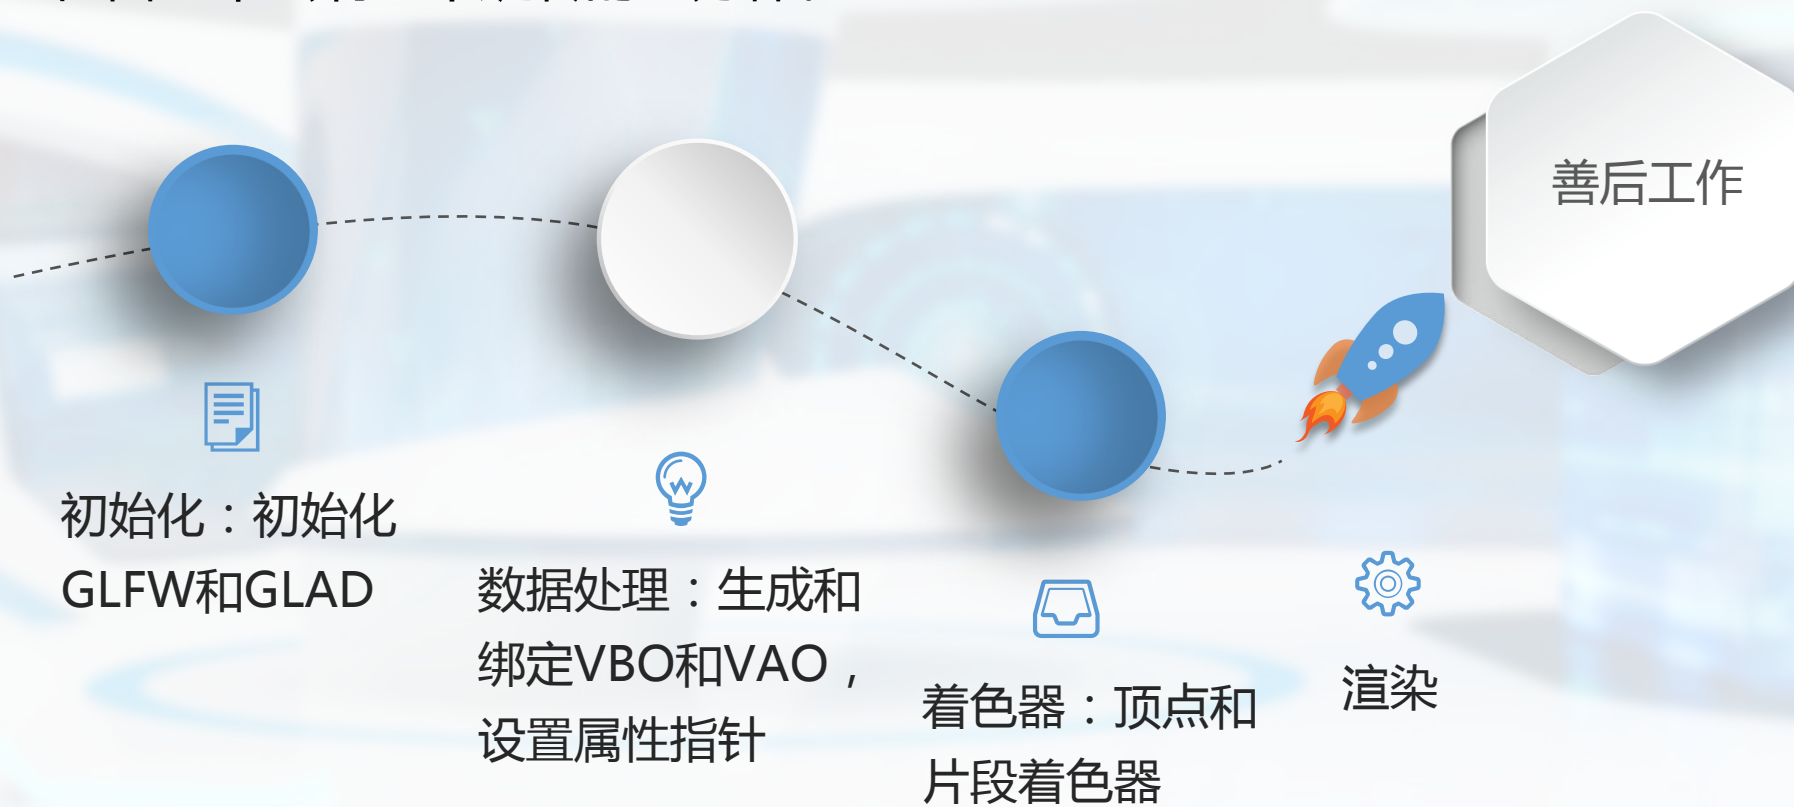 善后工作
初始化：初始化
GLFW和GLAD
数据处理：生成和
绑定VBO和VAO，
设置属性指针
着色器：顶点和
片段着色器
渲染